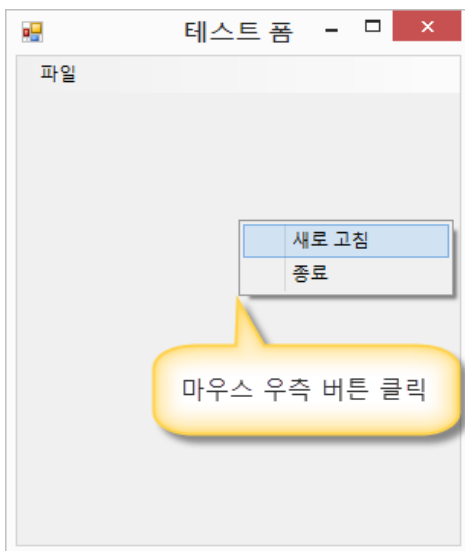 테스트 폼
파일
새로 고침
종료
마우스 우측 버튼 클릭